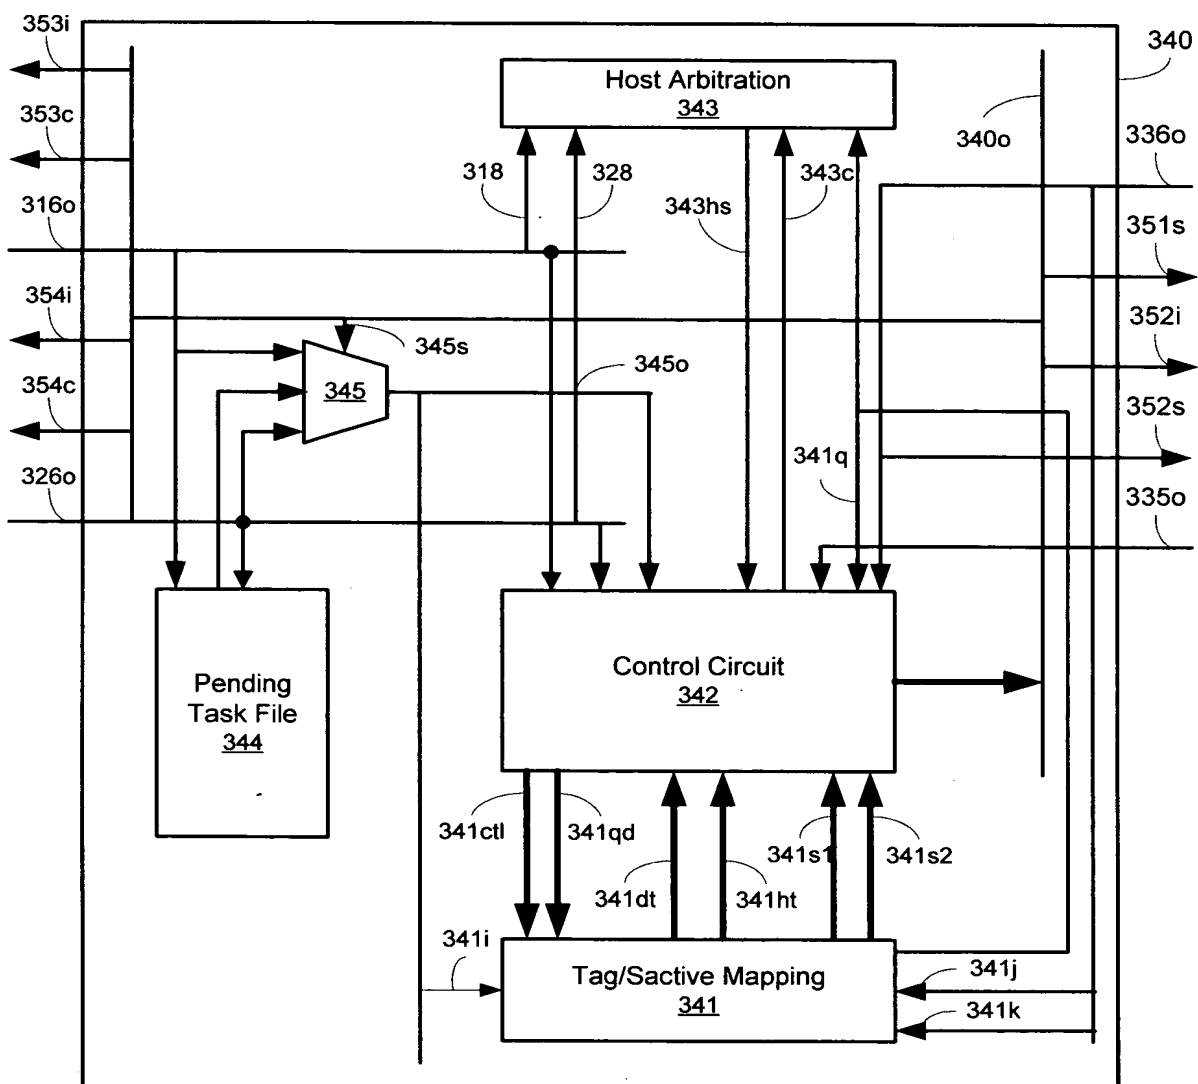 353i
340
Host Arbitration
343
353c
340o
336o
318
328
343c
316o
343hs
351s
354i
352i
345s
345o
345
354c
352s
341q
326o
335o
Control Circuit
342
Pending
Task File
344
341ctl
341qd
341s1
341s2
341dt
341ht
341i
Tag/Sactive Mapping
341
341j
341k